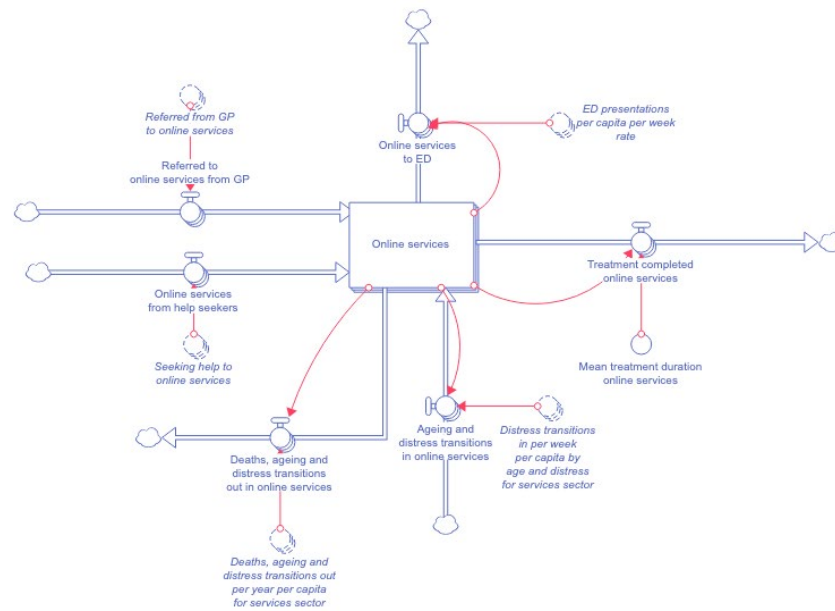 Referred from GP
to online services
Online services
to ED
ED presentations
per capita per week
rate
Referred to
online services from GP
Online services
Treatment completed
online services
Online services
from help seekers
Seeking help to
online services
Mean treatment duration
online services
Deaths, ageing and
distress transitions
out in online services
Ageing and
distress transitions
in online services
Distress transitions
in per week
per capita by
age and distress
for services sector
Deaths, ageing and
distress transitions out
per year per capita
for services sector